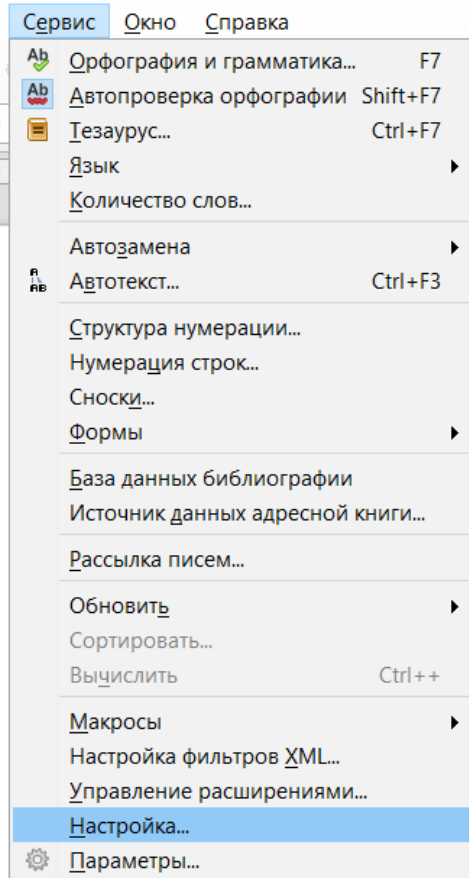 Сервис Окно Справка
Орфография и грамматика... F7
Автопроверка орфографии Shift+F7
Тезаурус... Ctrl+F7
Язык
Количество слов...
Автозамена
Автотекст... Ctrl+F3
Структура нумерации...
Нумерация строк...
Сноски...
Формы
База данных библиографии
Источник данных адресной книги...
Рассылка писем...
Обновить
Сортировать...
Вычислить Ctrl++
Макросы
Настройка фильтров XML...
Управление расширениями...
Настройка...
Параметры...